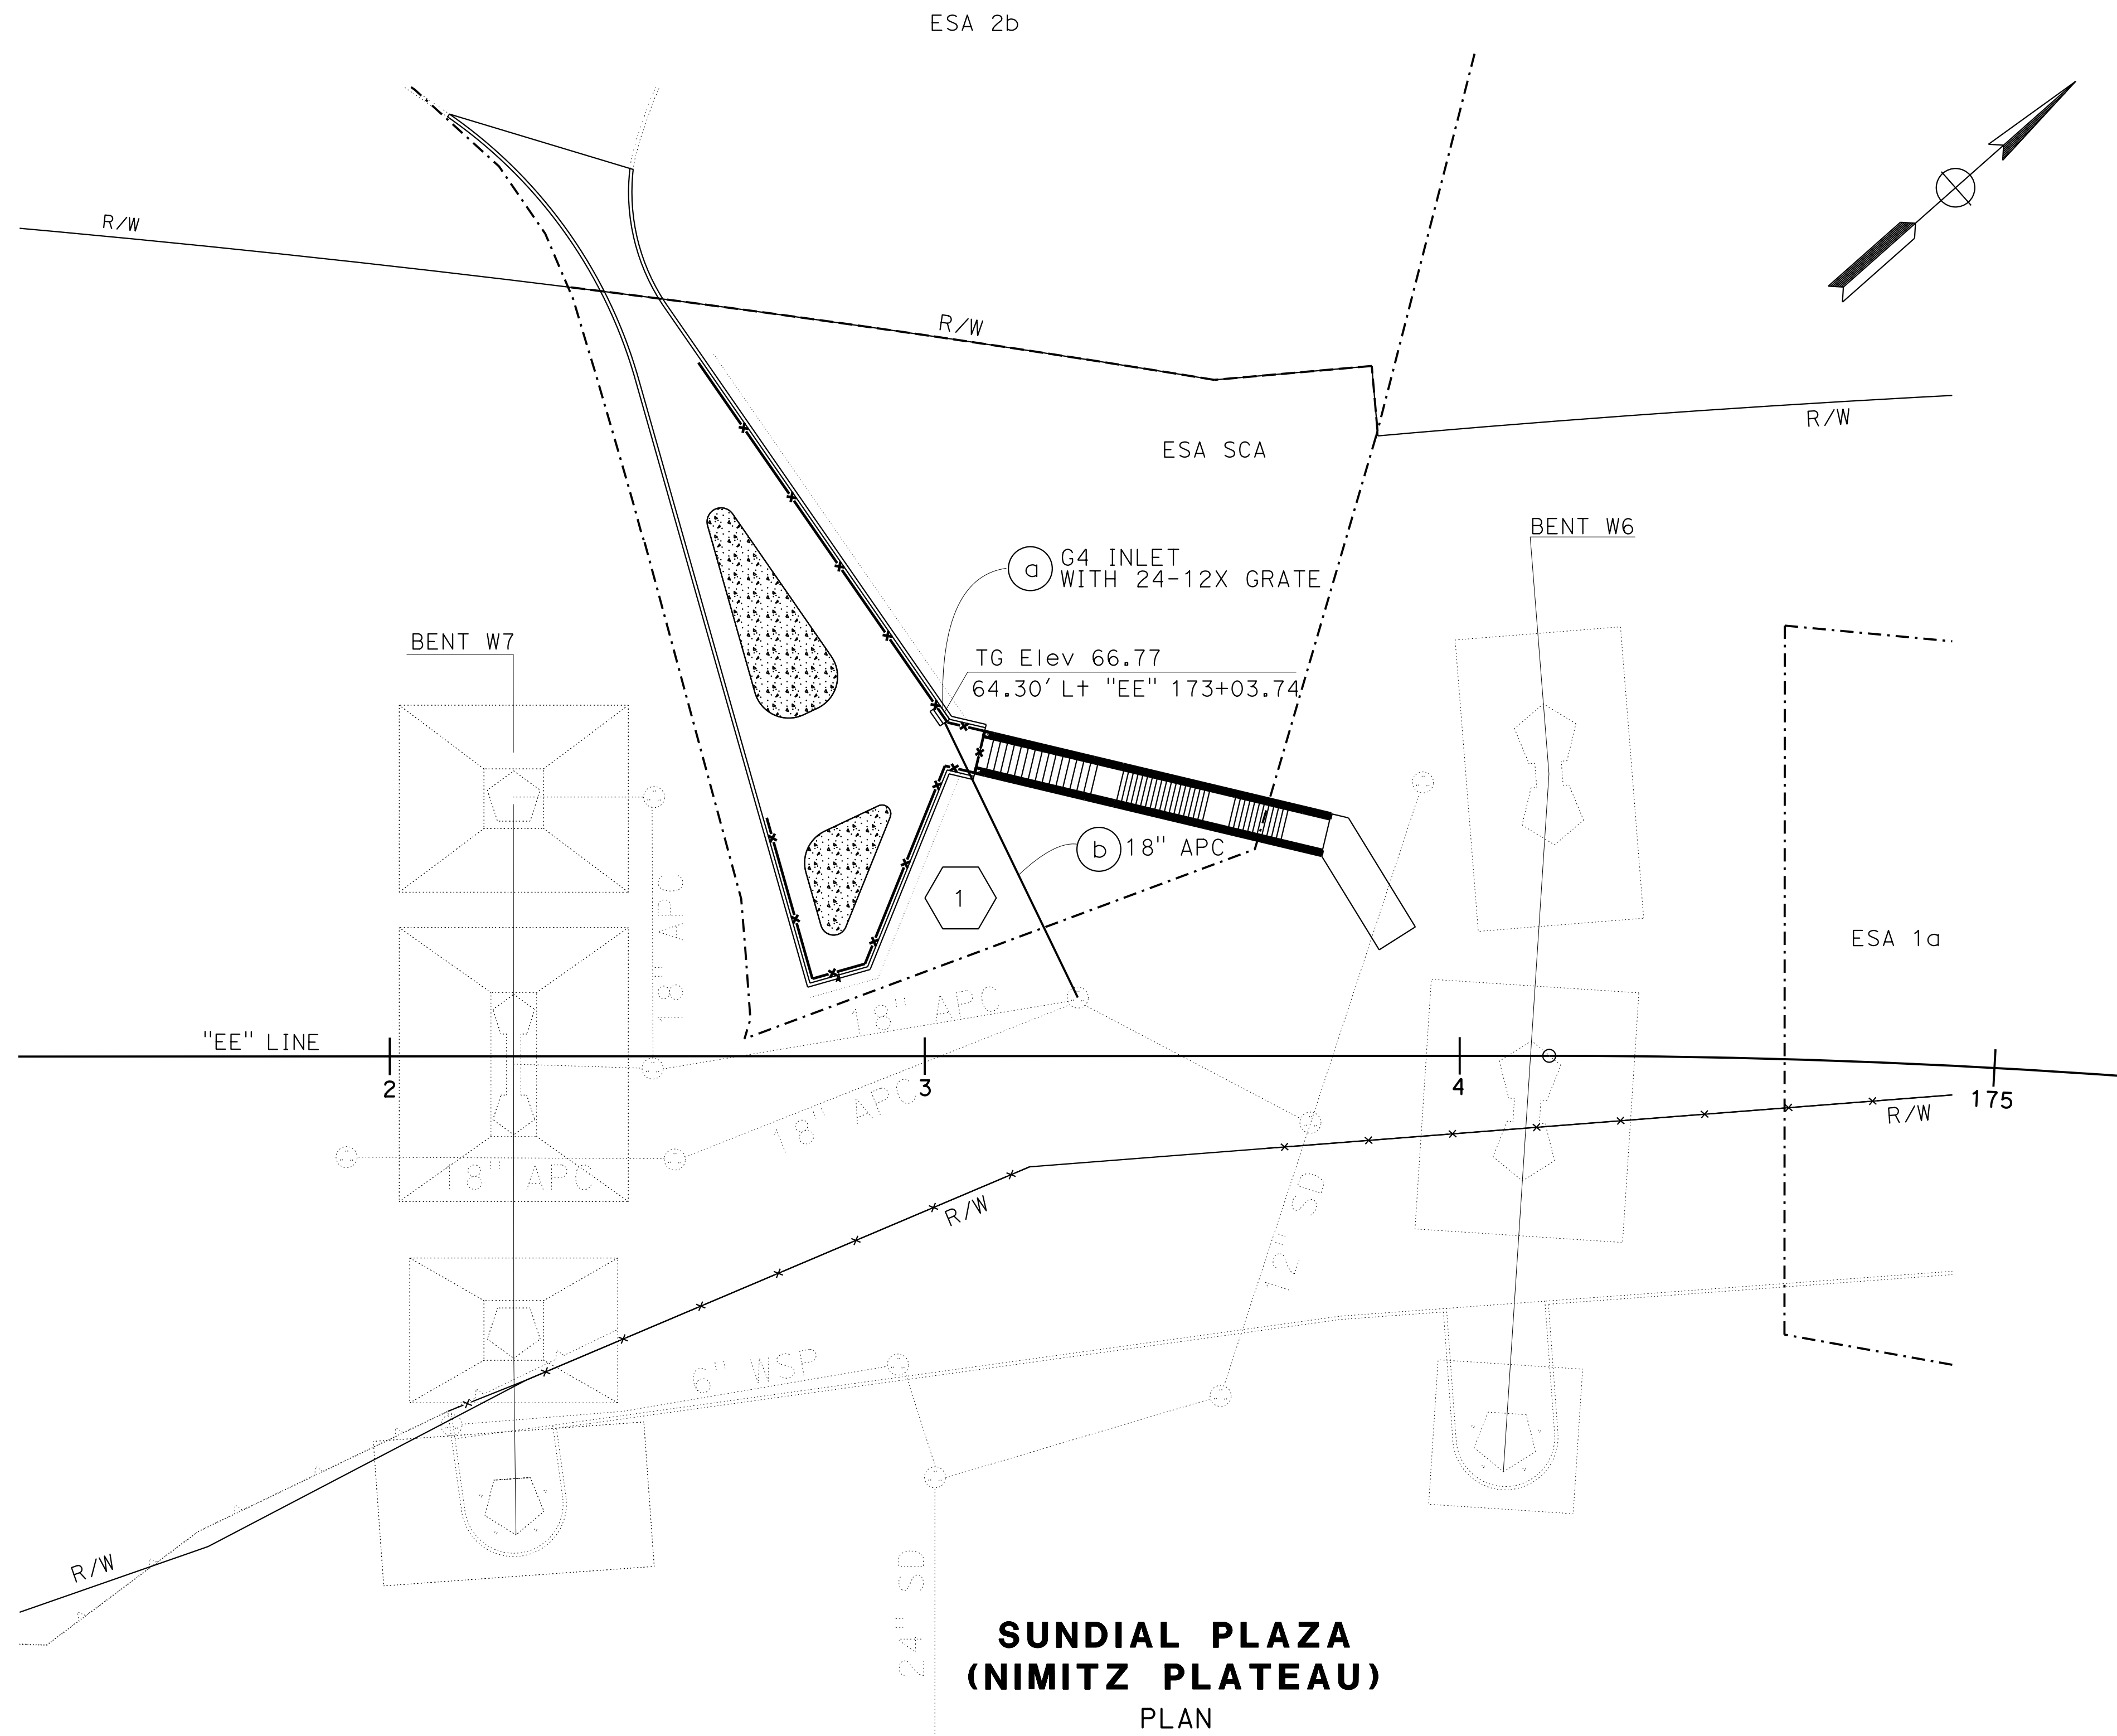 ESA 2b
R/W
R/W
R/W
ESA SCA
BENT W6
a
G4 INLET
WITH 24-12X GRATE
BENT W7
TG Elev 66.77
64.30' Lt "EE" 173+03.74
b
18" APC
1
18" APC
ESA 1a
18" APC
"EE" LINE
2
3
4
175
18" APC
R/W
18" APC
R/W
12" SD
6" WSP
R/W
24" SD
SUNDIAL PLAZA
(NIMITZ PLATEAU)
PLAN